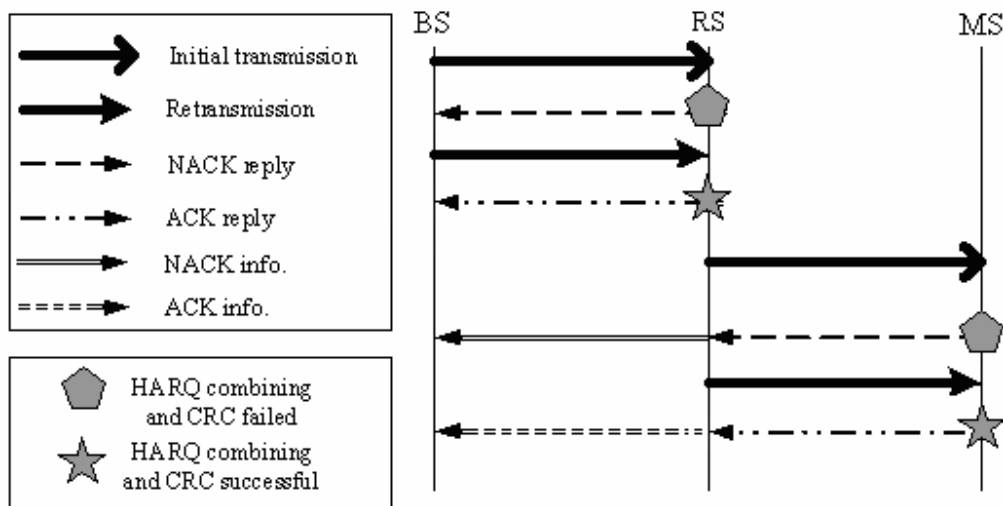 Initial transmission
Retransmission
NACK reply
ACK reply
NACK info.
ACK info.
HARQ combining
and CRC failed
HARQ combining
and CRC successful
BS
RS
MS